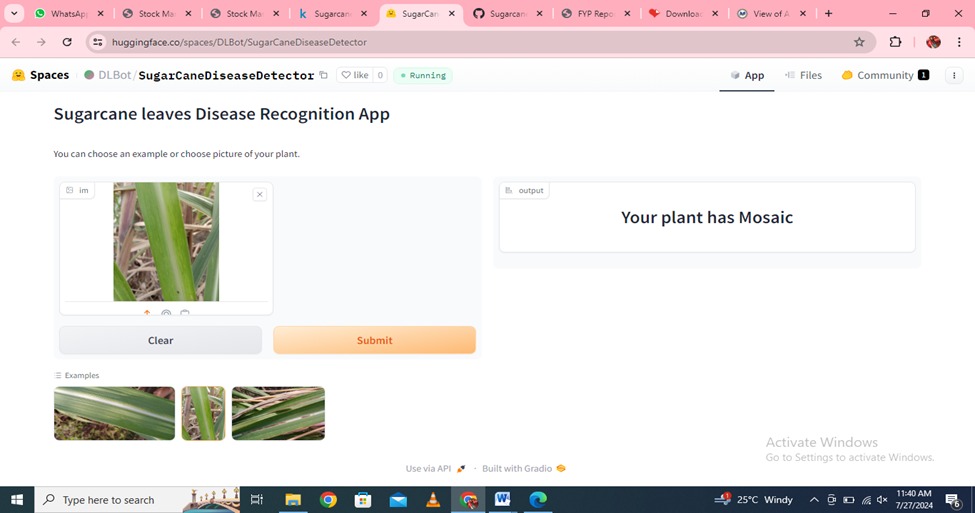 WhatsApp
Stock Ma
Stock Ma
Sugarcan
SugarCan
Sugarcan
FYP Repo
Downloa
View of A
huggingface.co/spaces/DLBot/SugarCaneDiseaseDetector
Spaces
DLBot/SugarCaneDiseaseDetector
like 0
Running
App
Files
Community 1
Sugarcane leaves Disease Recognition App
You can choose an example or choose picture of your plant.
im
output
Your plant has Mosaic
Clear
Submit
Examples
Activate Windows
Go to Settings to activate Windows.
Use via API · Built with Gradio
Type here to search
25°C Windy
11:40 AM
7/27/2024
6